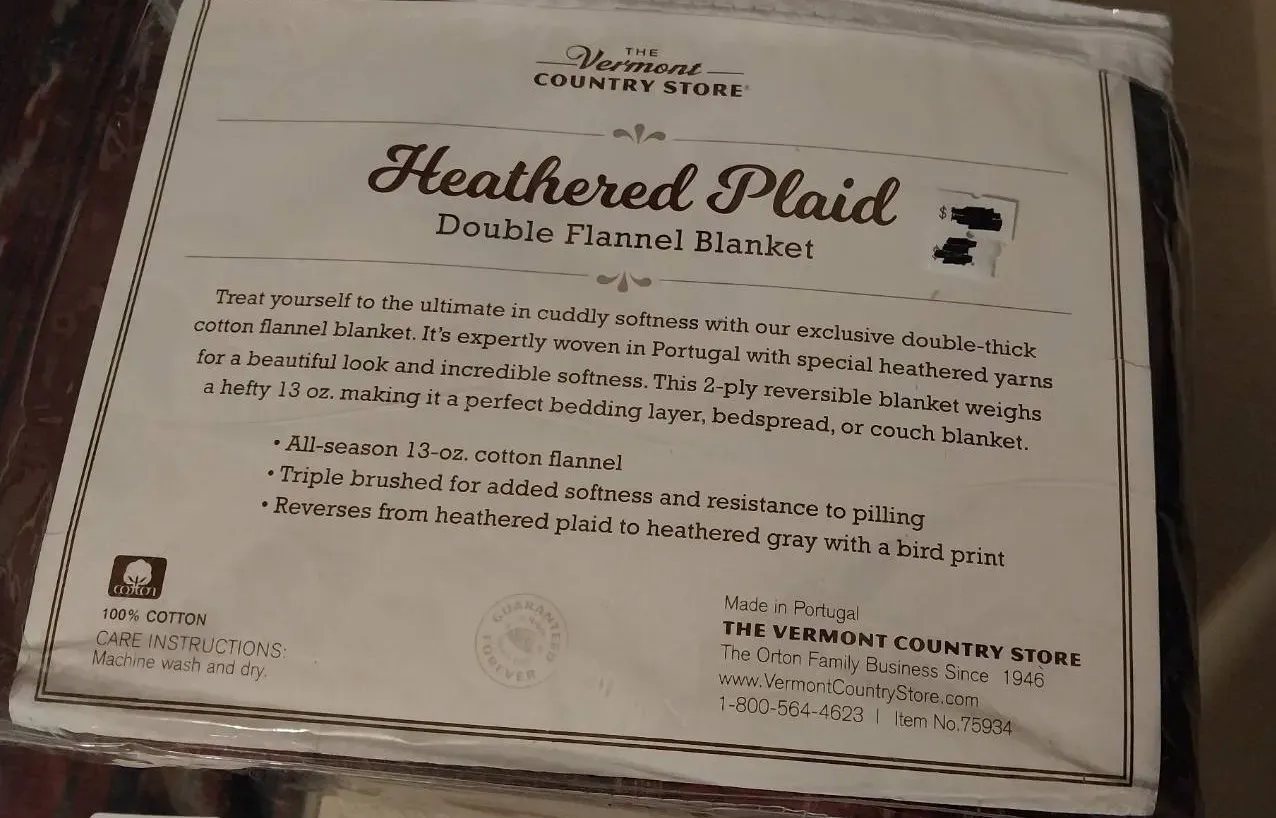 THE
Vermont
COUNTRY STORE®
Heathered Plaid
Double Flannel Blanket
$
$
Treat yourself to the ultimate in cuddly softness with our exclusive double-thick
cotton flannel blanket. It's expertly woven in Portugal with special heathered yarns
for a beautiful look and incredible softness. This 2-ply reversible blanket weighs
a hefty 13 oz. making it a perfect bedding layer, bedspread, or couch blanket.
• All-season 13-oz. cotton flannel
• Triple brushed for added softness and resistance to pilling
• Reverses from heathered plaid to heathered gray with a bird print
cotton
100% COTTON
CARE INSTRUCTIONS:
Machine wash and dry.
GUARANTEED
FOREVER
Made in Portugal
THE VERMONT COUNTRY STORE
The Orton Family Business Since 1946
www.VermontCountryStore.com
1-800-564-4623 | Item No.75934